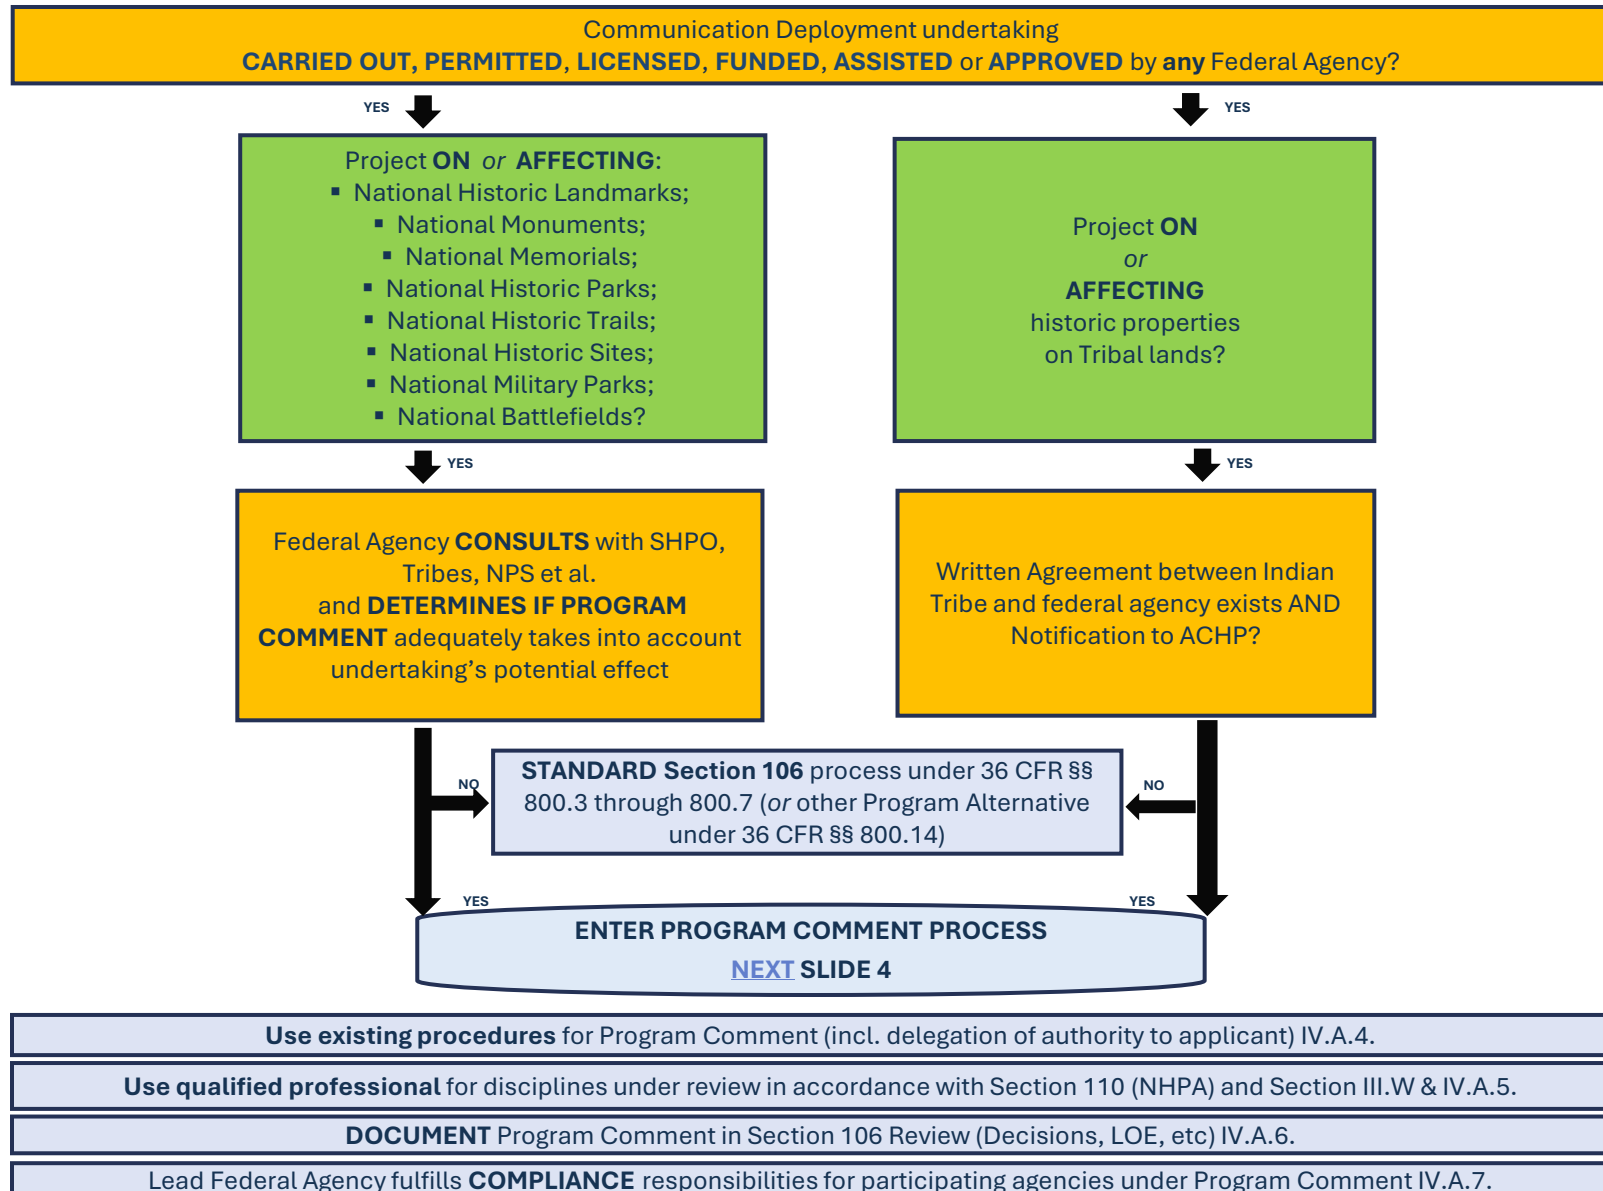 Communication Deployment undertaking
CARRIED OUT, PERMITTED, LICENSED, FUNDED, ASSISTED or APPROVED by any Federal Agency?
YES
YES
Project ON or AFFECTING:
▪ National Historic Landmarks;
▪ National Monuments;
▪ National Memorials;
▪ National Historic Parks;
▪ National Historic Trails;
▪ National Historic Sites;
▪ National Military Parks;
▪ National Battlefields?
Project ON
or
AFFECTING
historic properties
on Tribal lands?
YES
YES
Federal Agency CONSULTS with SHPO,
Tribes, NPS et al.
and DETERMINES IF PROGRAM
COMMENT adequately takes into account
undertaking’s potential effect
Written Agreement between Indian
Tribe and federal agency exists AND
Notification to ACHP?
NO
STANDARD Section 106 process under 36 CFR §§
800.3 through 800.7 (or other Program Alternative
under 36 CFR §§ 800.14)
NO
YES
YES
ENTER PROGRAM COMMENT PROCESS
NEXT SLIDE 4
Use existing procedures for Program Comment (incl. delegation of authority to applicant) IV.A.4.
Use qualified professional for disciplines under review in accordance with Section 110 (NHPA) and Section III.W & IV.A.5.
DOCUMENT Program Comment in Section 106 Review (Decisions, LOE, etc) IV.A.6.
Lead Federal Agency fulfills COMPLIANCE responsibilities for participating agencies under Program Comment IV.A.7.